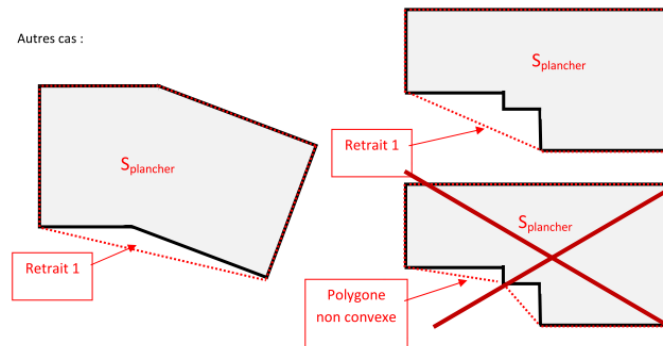 Autres cas :
Splancher
Retrait 1
Splancher
Retrait 1
Splancher
Polygone
non convexe